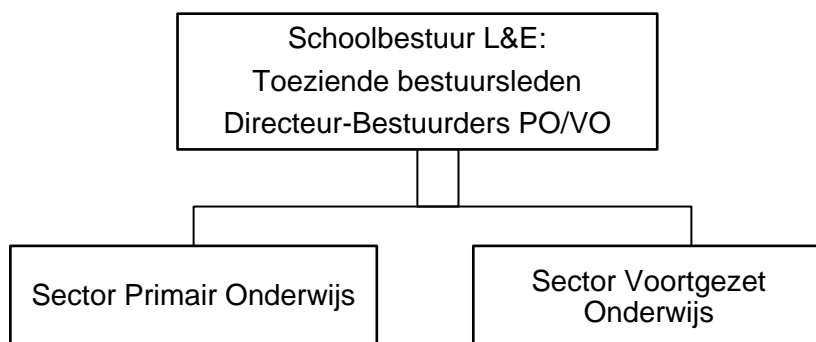 Schoolbestuur L&E:
Toeziende bestuursleden
Directeur-Bestuurders PO/VO
Sector Primair Onderwijs
Sector Voortgezet
Onderwijs